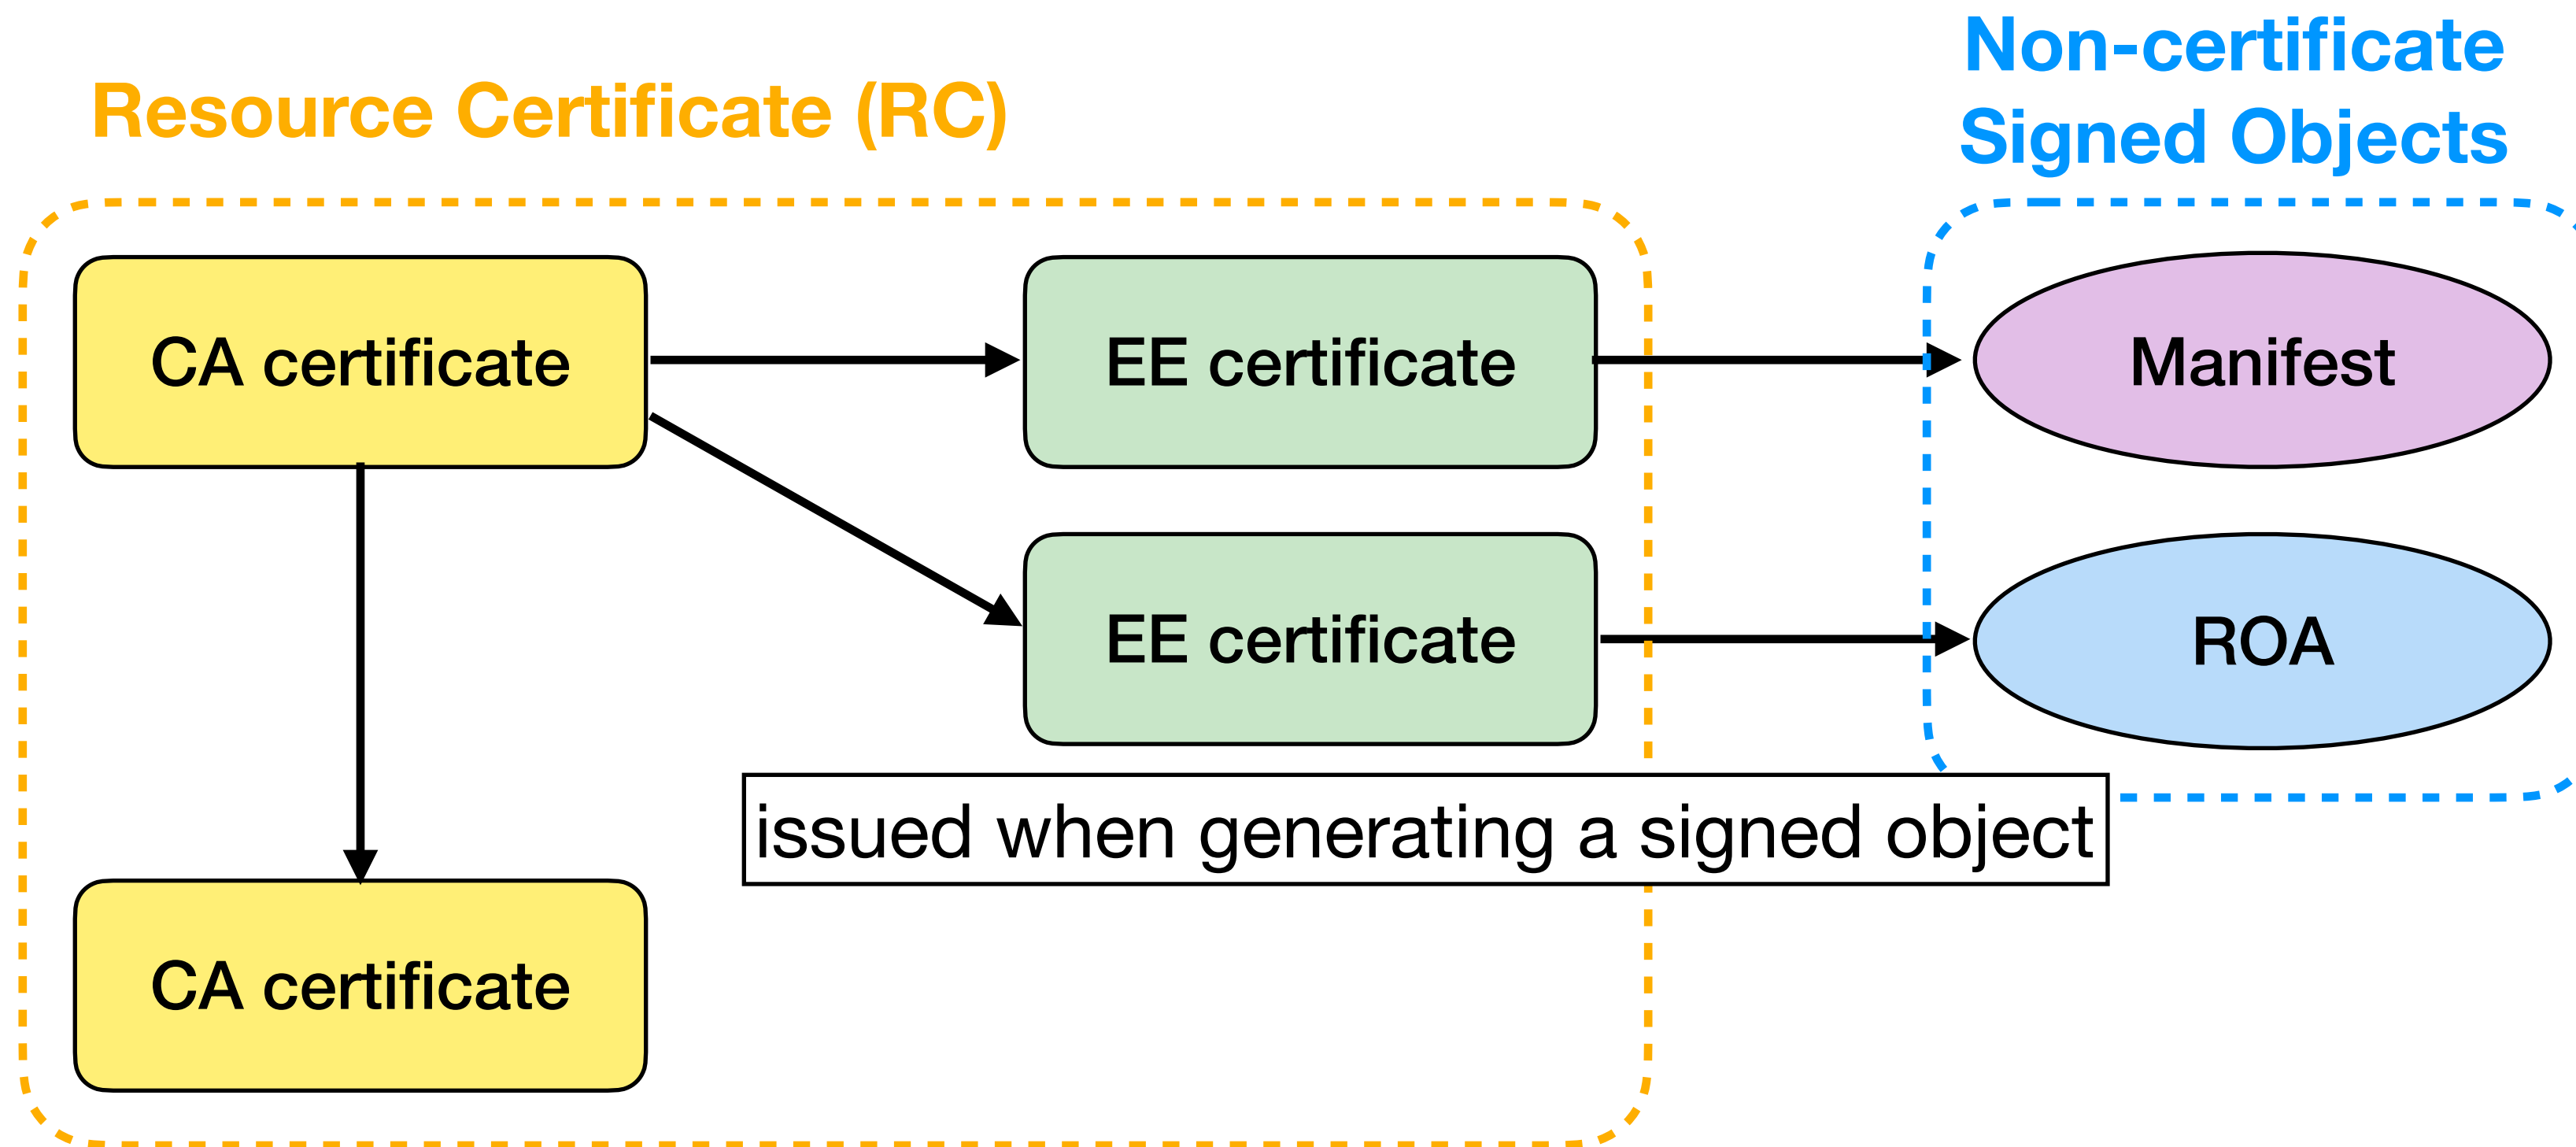 Resource Certificate (RC)
Non-certificate
Signed Objects
CA certificate
EE certificate
Manifest
EE certificate
ROA
issued when generating a signed object
CA certificate